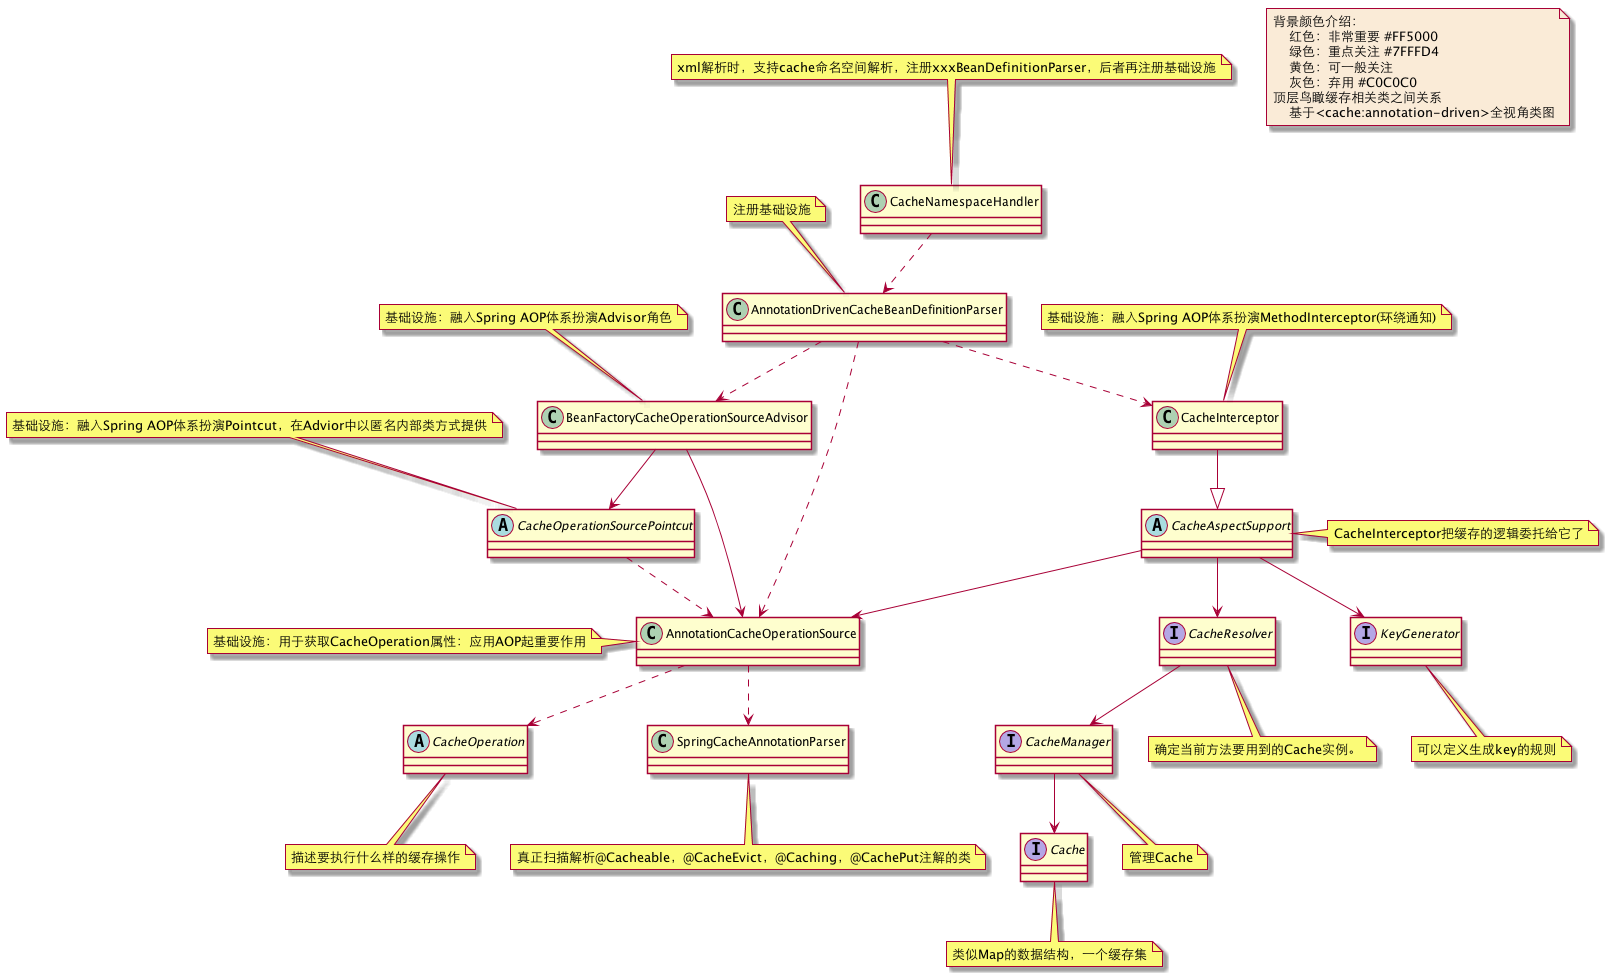 背景颜色介绍：
红色：非常重要 #FF5000
绿色：重点关注 #7FFFD4
黄色：可一般关注
灰色：弃用 #C0C0C0
顶层鸟瞰缓存相关类之间关系
基于<cache:annotation-driven>全视角类图
xml解析时，支持cache命名空间解析，注册xxxBeanDefinitionParser，后者再注册基础设施
C CacheNamespaceHandler
注册基础设施
C AnnotationDrivenCacheBeanDefinitionParser
基础设施：融入Spring AOP体系扮演Advisor角色
基础设施：融入Spring AOP体系扮演MethodInterceptor(环绕通知)
C BeanFactoryCacheOperationSourceAdvisor
C CacheInterceptor
基础设施：融入Spring AOP体系扮演Pointcut，在Advior中以匿名内部类方式提供
A CacheOperationSourcePointcut
A CacheAspectSupport
CacheInterceptor把缓存的逻辑委托给它了
基础设施：用于获取CacheOperation属性：应用AOP起重要作用
C AnnotationCacheOperationSource
I CacheResolver
I KeyGenerator
A CacheOperation
C SpringCacheAnnotationParser
I CacheManager
确定当前方法要用到的Cache实例。
可以定义生成key的规则
描述要执行什么样的缓存操作
真正扫描解析@Cacheable，@CacheEvict，@Caching，@CachePut注解的类
I Cache
管理Cache
类似Map的数据结构，一个缓存集